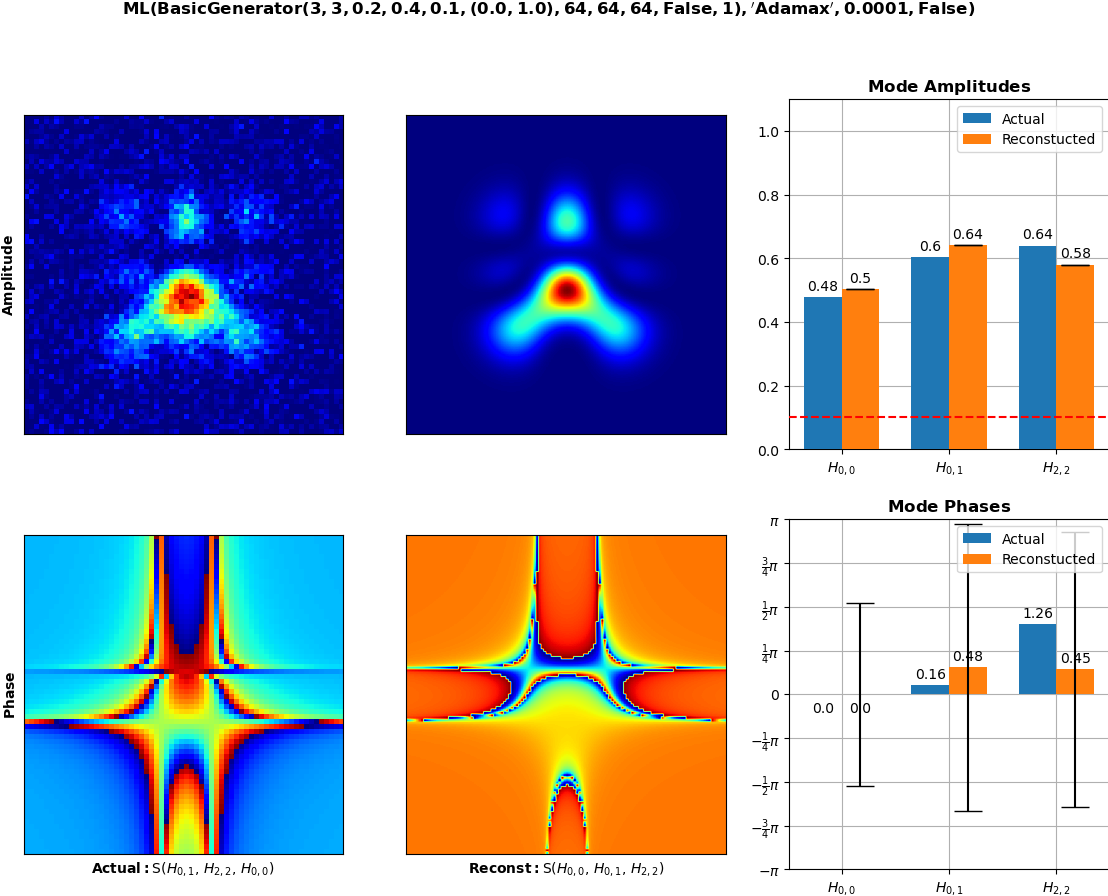 ML(BasicGenerator(3, 3, 0.2, 0.4, 0.1, (0.0, 1.0), 64, 64, 64, False, 1), ′Adamax′, 0.0001, False)
Amplitude
Mode Amplitudes
Actual
Reconstucted
1.0
0.8
0.6
0.4
0.2
0.0
0.48
0.5
0.6
0.64
0.64
0.58
H0, 0
H0, 1
H2, 2
Phase
Actual: S(H0, 1, H2, 2, H0, 0)
Reconst: S(H0, 0, H0, 1, H2, 2)
Mode Phases
Actual
Reconstucted
π
3/4π
1/2π
1/4π
0
−1/4π
−1/2π
−3/4π
−π
0.0
0.0
0.16
0.48
1.26
0.45
H0, 0
H0, 1
H2, 2